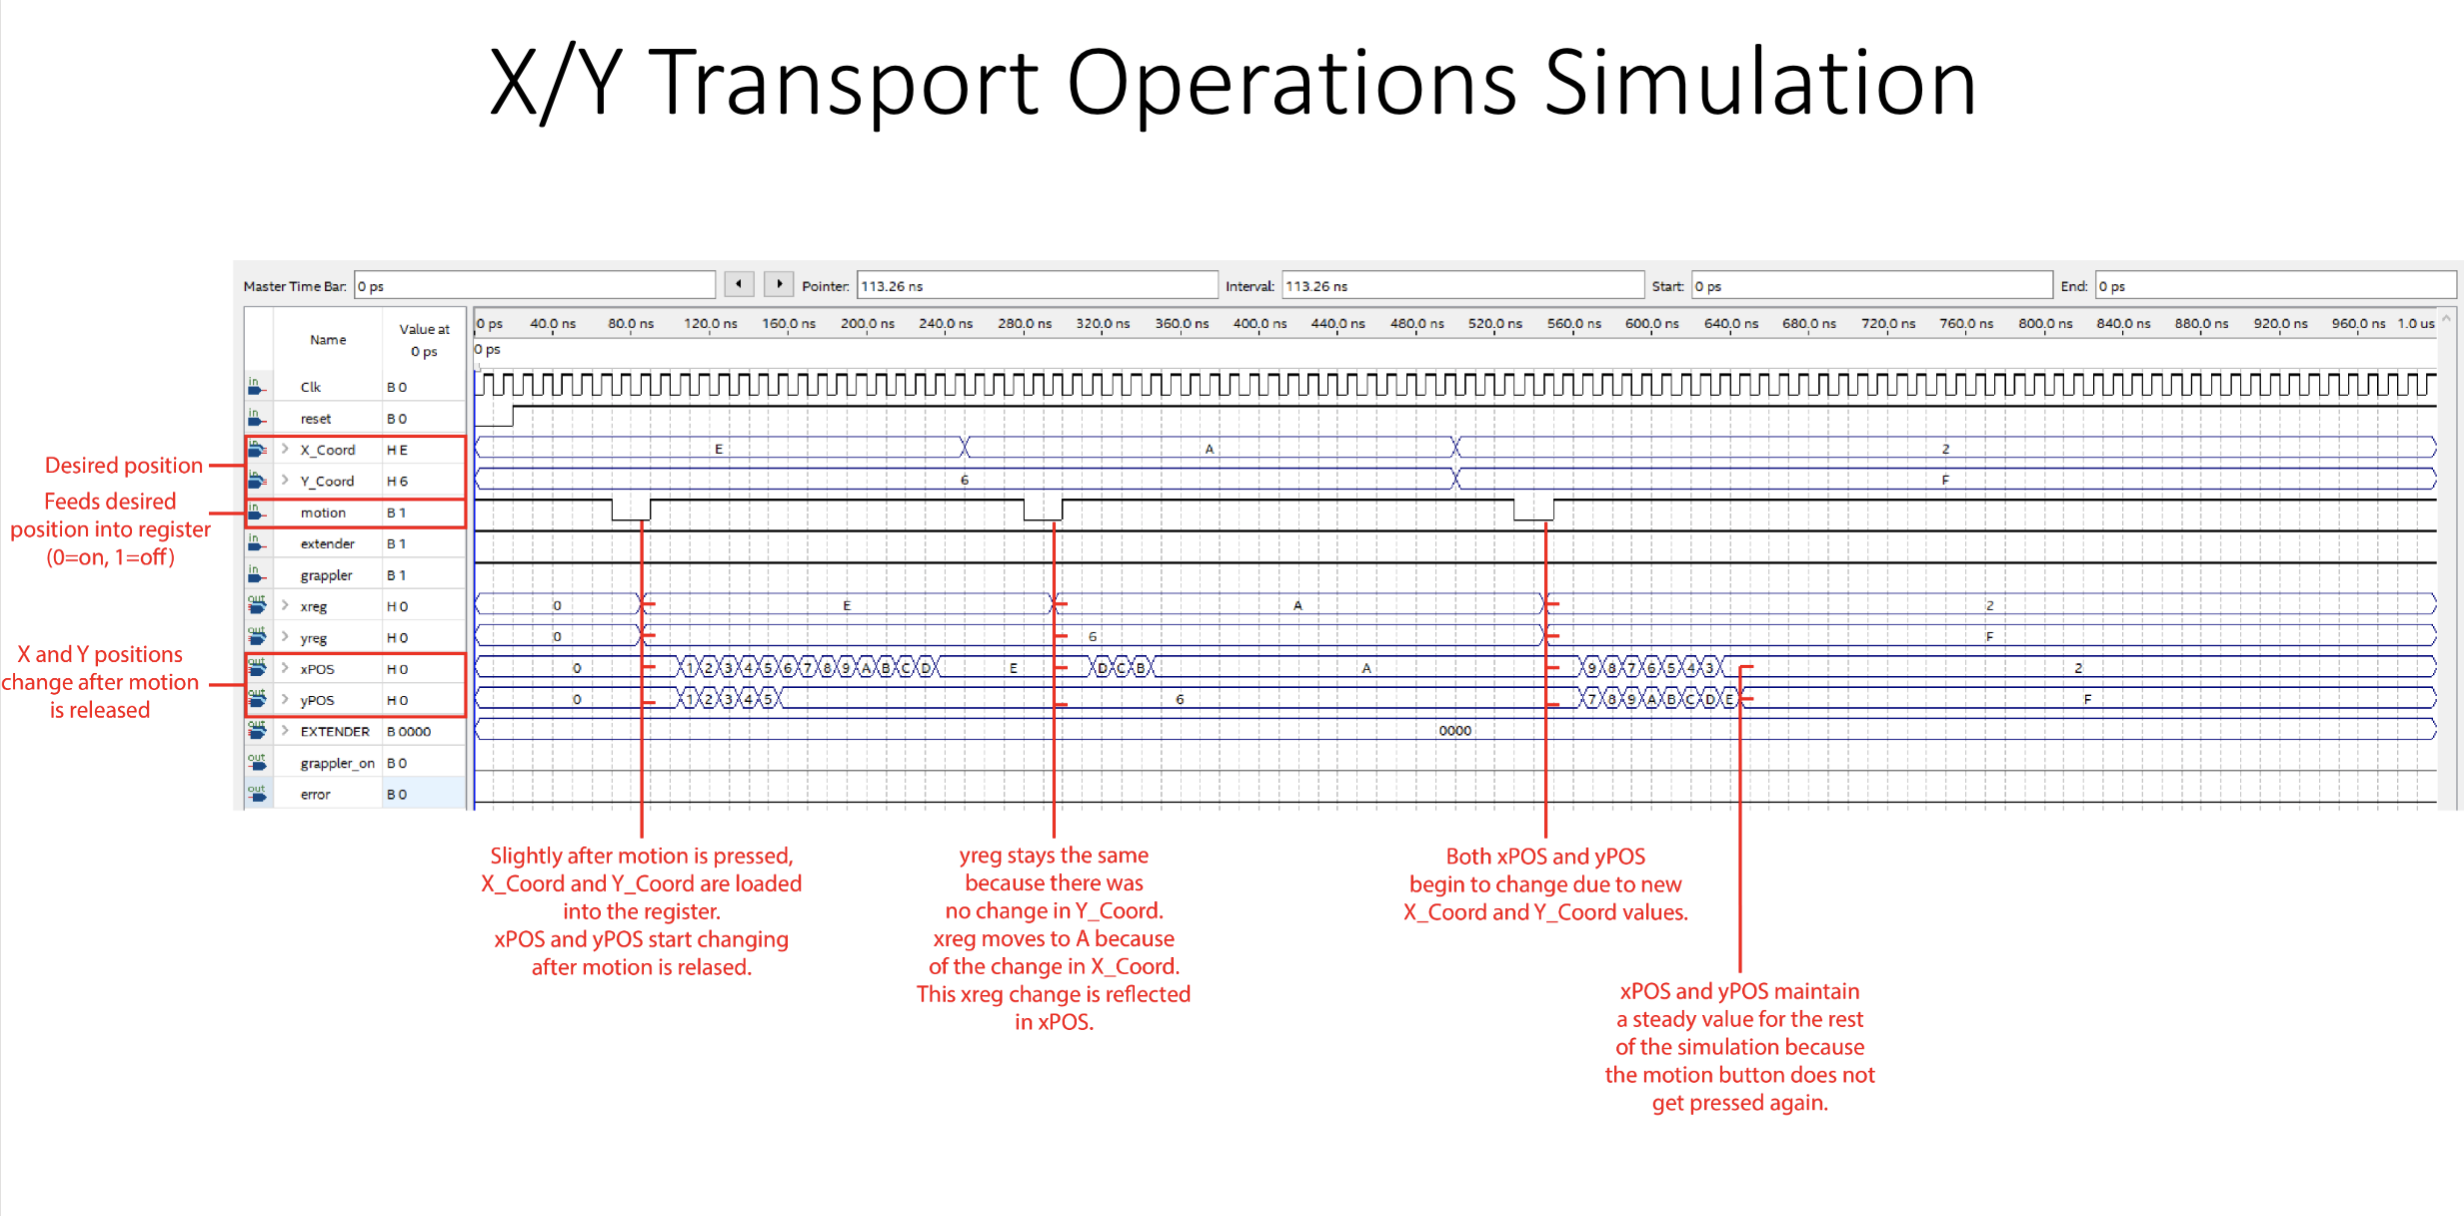 X/Y Transport Operations Simulation
Master Time Bar: 0 ps Pointer: 113.26 ns Interval: 113.26 ns Start: 0 ps End: 0 ps
Name Value at 0 ps
0 ps 40.0 ns 80.0 ns 120.0 ns 160.0 ns 200.0 ns 240.0 ns 280.0 ns 320.0 ns 360.0 ns 400.0 ns 440.0 ns 480.0 ns 520.0 ns 560.0 ns 600.0 ns 640.0 ns 680.0 ns 720.0 ns 760.0 ns 800.0 ns 840.0 ns 880.0 ns 920.0 ns 960.0 ns 1.0 us
0 ps
in Clk B 0
in reset B 0
in X_Coord H E E A 2
in Y_Coord H 6 6 F
in motion B 1
in extender B 1
in grappler B 1
out xreg H 0 0 E A 2
out yreg H 0 0 6 F
out xPOS H 0 0 1 2 3 4 5 6 7 8 9 A B C D E D C B A 9 8 7 6 5 4 3 2
out yPOS H 0 0 1 2 3 4 5 6 7 8 9 A B C D E F
out EXTENDER B 0000 0000
out grappler_on B 0
out error B 0
Desired position
Feeds desired
position into register
(0=on, 1=off)
X and Y positions
change after motion
is released
Slightly after motion is pressed,
X_Coord and Y_Coord are loaded
into the register.
xPOS and yPOS start changing
after motion is relased.
yreg stays the same
because there was
no change in Y_Coord.
xreg moves to A because
of the change in X_Coord.
This xreg change is reflected
in xPOS.
Both xPOS and yPOS
begin to change due to new
X_Coord and Y_Coord values.
xPOS and yPOS maintain
a steady value for the rest
of the simulation because
the motion button does not
get pressed again.